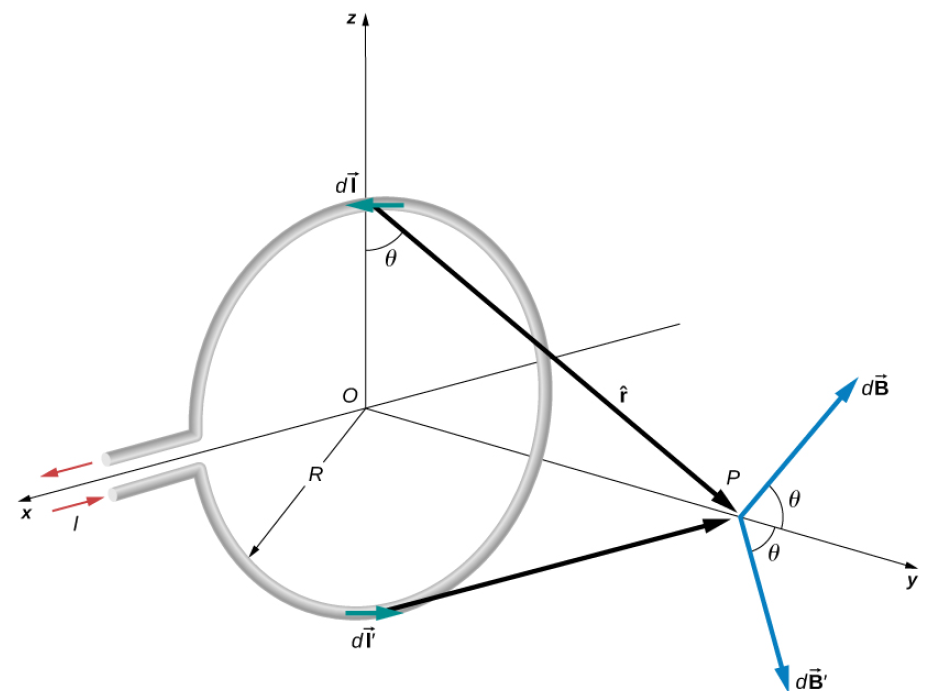 z
dl⃗
θ
O
r̂
R
P
dB⃗
θ
θ
x
I
y
dl⃗′
dB⃗′